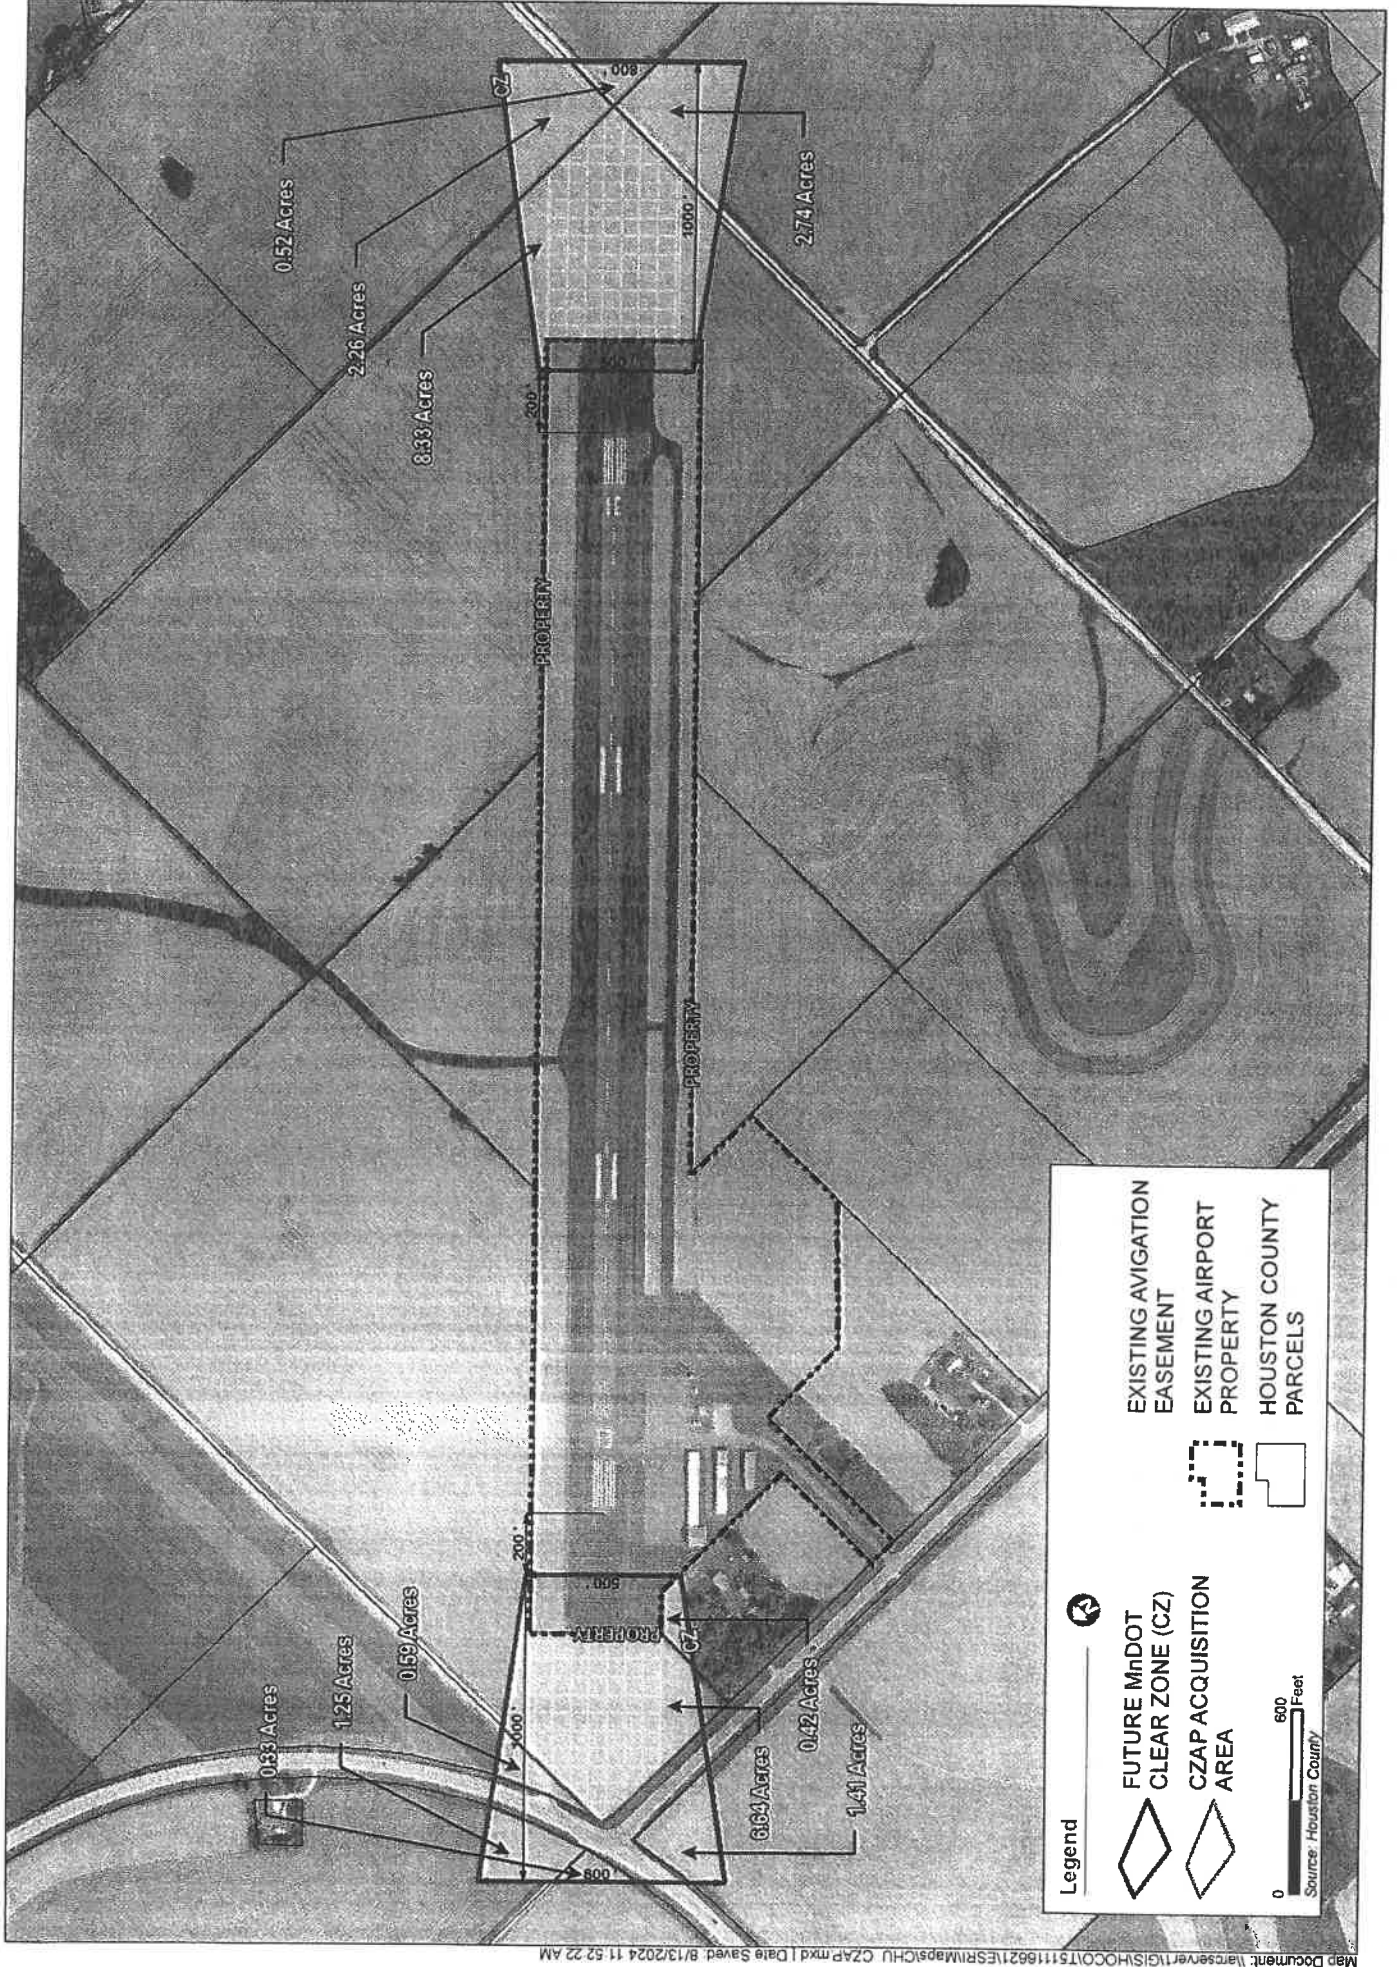 CZ
800'
0.52 Acres
2.26 Acres
8.33 Acres
2.74 Acres
1000'
200'
500'
PROPERTY
PROPERTY
200'
500'
PROPERTY
PROPERTY
CZ
0.33 Acres
1.25 Acres
0.59 Acres
1000'
800'
6.64 Acres
0.42 Acres
1.41 Acres
Legend
FUTURE MnDOT
CLEAR ZONE (CZ)
CZAP ACQUISITION
AREA
EXISTING AVIGATION
EASEMENT
EXISTING AIRPORT
PROPERTY
HOUSTON COUNTY
PARCELS
0 600
Feet
Source: Houston County
Map Document: \\arcserver1\GIS\HOCO\T51116621\ESRI\Maps\CHU_CZAP.mxd | Date Saved: 8/13/2024 11:52:22 AM